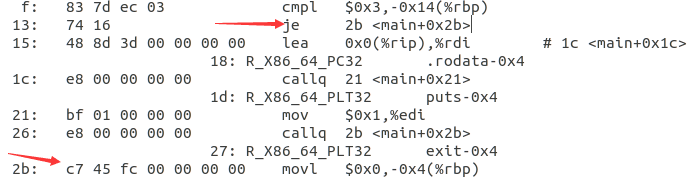 f: 83 7d ec 03 cmpl $0x3,-0x14(%rbp)
13: 74 16 je 2b <main+0x2b>
15: 48 8d 3d 00 00 00 00 lea 0x0(%rip),%rdi # 1c <main+0x1c>
18: R_X86_64_PC32 .rodata-0x4
1c: e8 00 00 00 00 callq 21 <main+0x21>
1d: R_X86_64_PLT32 puts-0x4
21: bf 01 00 00 00 mov $0x1,%edi
26: e8 00 00 00 00 callq 2b <main+0x2b>
27: R_X86_64_PLT32 exit-0x4
2b: c7 45 fc 00 00 00 00 movl $0x0,-0x4(%rbp)